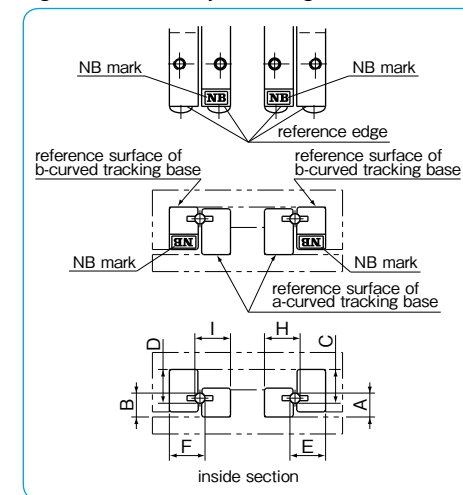 NB mark
NB
NB
NB mark
reference edge
reference surface of
b-curved tracking base
reference surface of
b-curved tracking base
NB
NB
NB mark
NB mark
reference surface of
a-curved tracking base
I
H
D
C
B
A
F
E
inside section